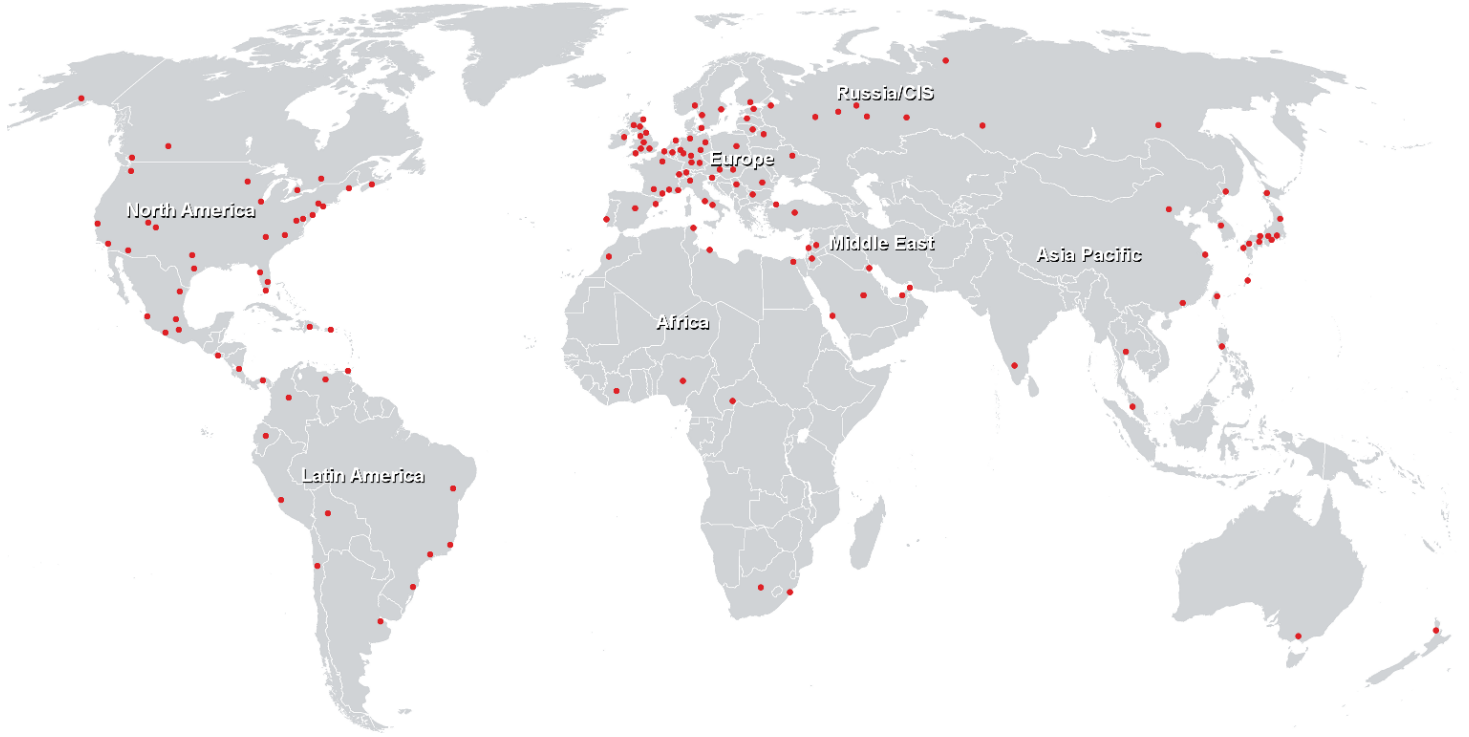 Russia/CIS
Europe
North America
Middle East
Asia Pacific
Africa
Latin America